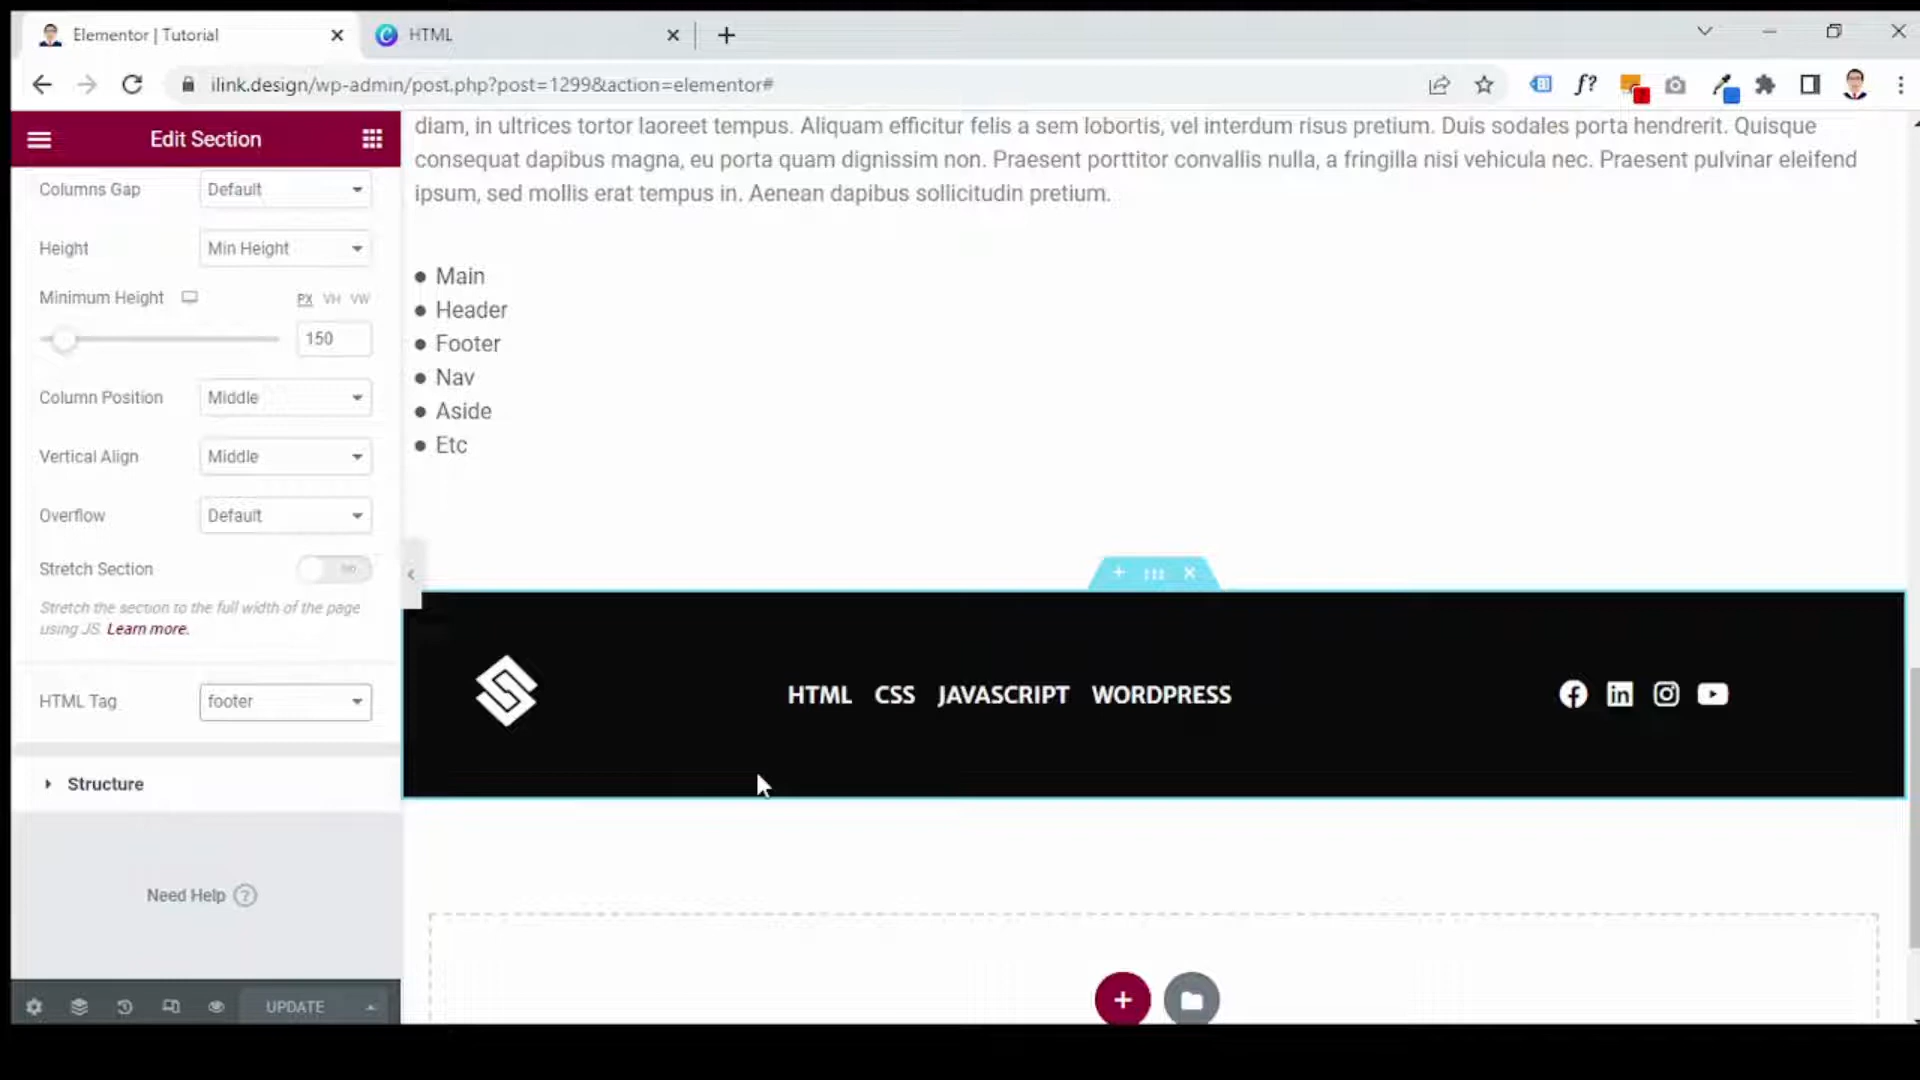 Elementor | Tutorial
HTML
ilink.design/wp-admin/post.php?post=1299&action=elementor#
f?
Edit Section
Columns Gap
Default
Height
Min Height
Minimum Height
PX VH VW
150
Column Position
Middle
Vertical Align
Middle
Overflow
Default
Stretch Section
NO
Stretch the section to the full width of the page
using JS. Learn more.
HTML Tag
footer
Structure
Need Help ?
UPDATE
diam, in ultrices tortor laoreet tempus. Aliquam efficitur felis a sem lobortis, vel interdum risus pretium. Duis sodales porta hendrerit. Quisque
consequat dapibus magna, eu porta quam dignissim non. Praesent porttitor convallis nulla, a fringilla nisi vehicula nec. Praesent pulvinar eleifend
ipsum, sed mollis erat tempus in. Aenean dapibus sollicitudin pretium.
Main
Header
Footer
Nav
Aside
Etc
HTML CSS JAVASCRIPT WORDPRESS